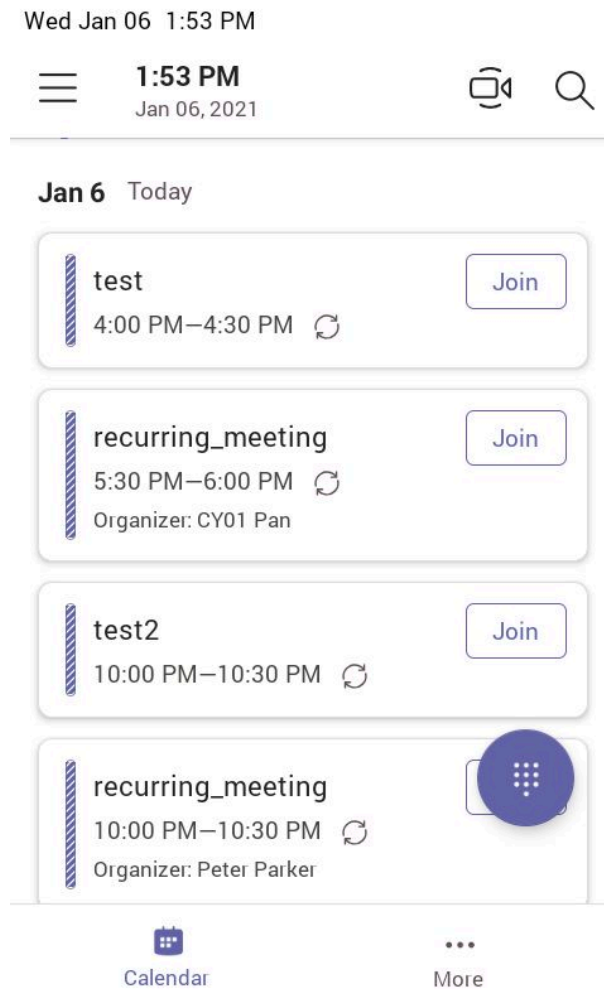 Wed Jan 06 1:53 PM
1:53 PM
Jan 06, 2021
Jan 6 Today
test
Join
4:00 PM—4:30 PM
recurring_meeting
Join
5:30 PM—6:00 PM
Organizer: CY01 Pan
test2
Join
10:00 PM—10:30 PM
recurring_meeting
10:00 PM—10:30 PM
Organizer: Peter Parker
Calendar
More